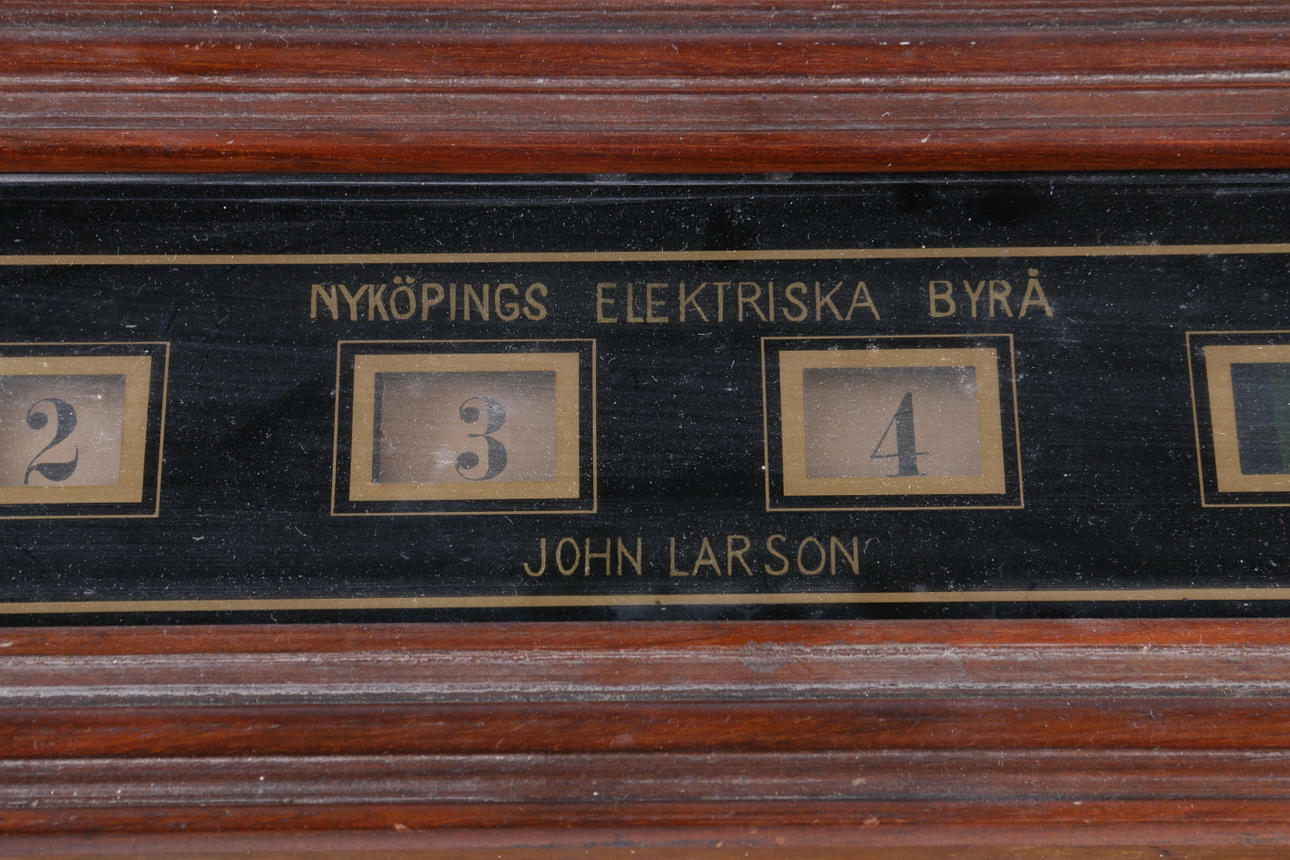 NYKÖPINGS ELEKTRISKA BYRÅ
2 3 4
JOHN LARSON